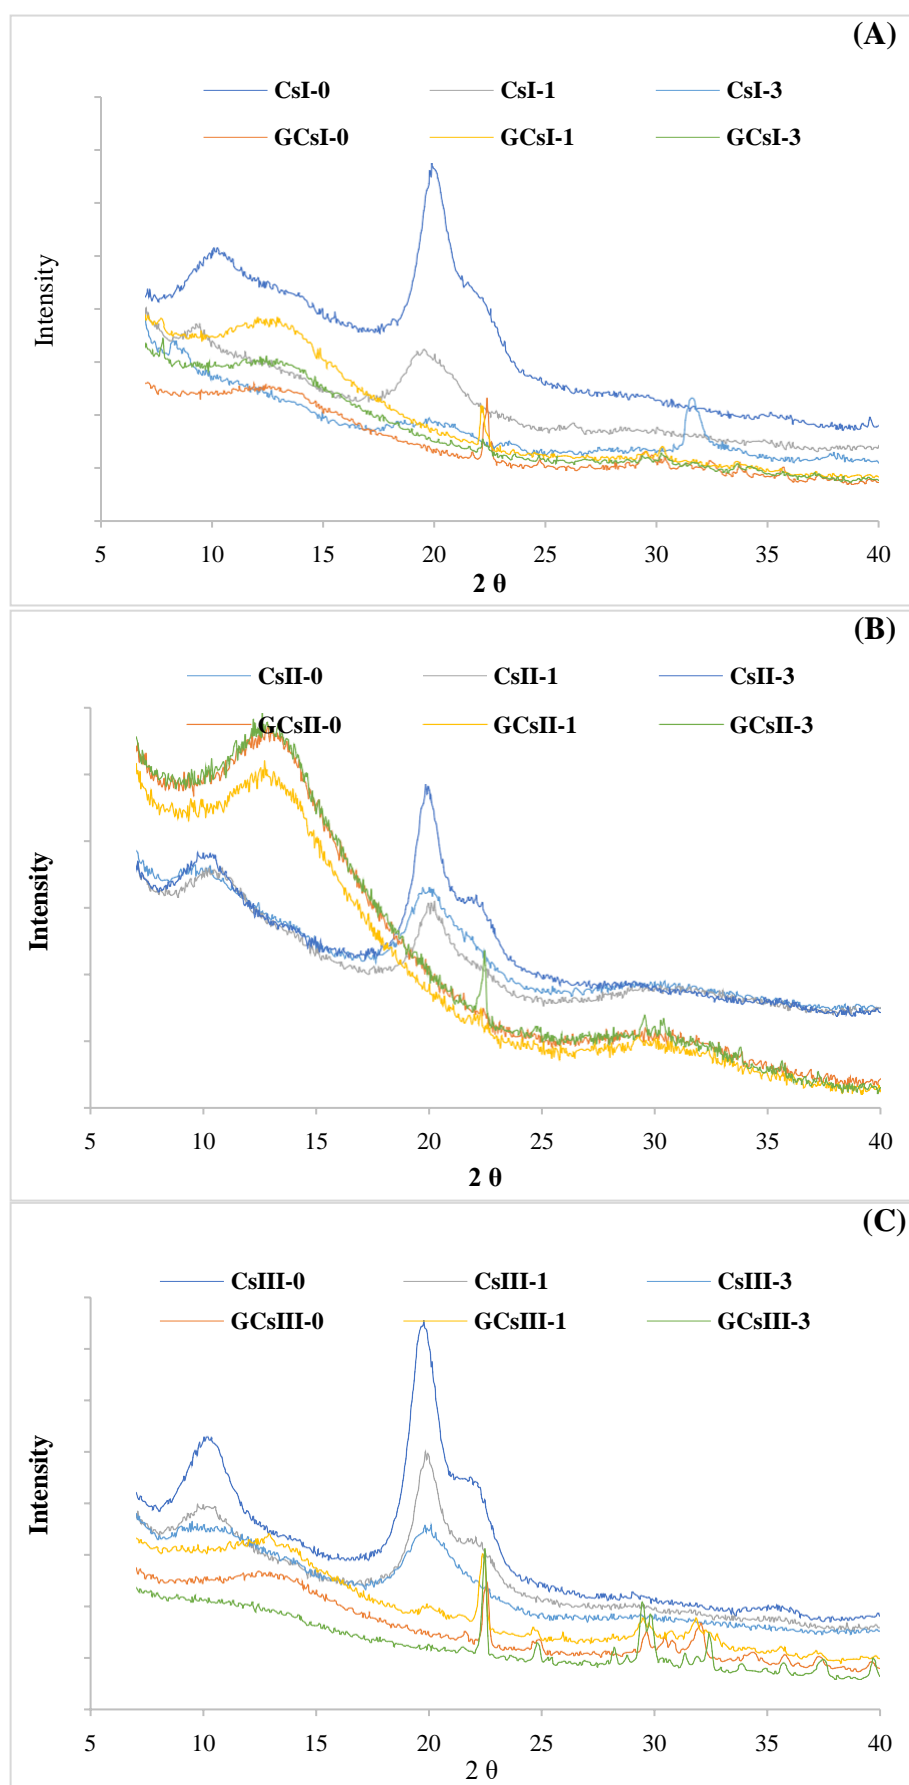 (A)
CsI-0 CsI-1 CsI-3
GCsI-0 GCsI-1 GCsI-3
Intensity
5 10 15 20 25 30 35 40
2 θ
(B)
CsII-0 CsII-1 CsII-3
GCsII-0 GCsII-1 GCsII-3
Intensity
5 10 15 20 25 30 35 40
2 θ
(C)
CsIII-0 CsIII-1 CsIII-3
GCsIII-0 GCsIII-1 GCsIII-3
Intensity
5 10 15 20 25 30 35 40
2 θ